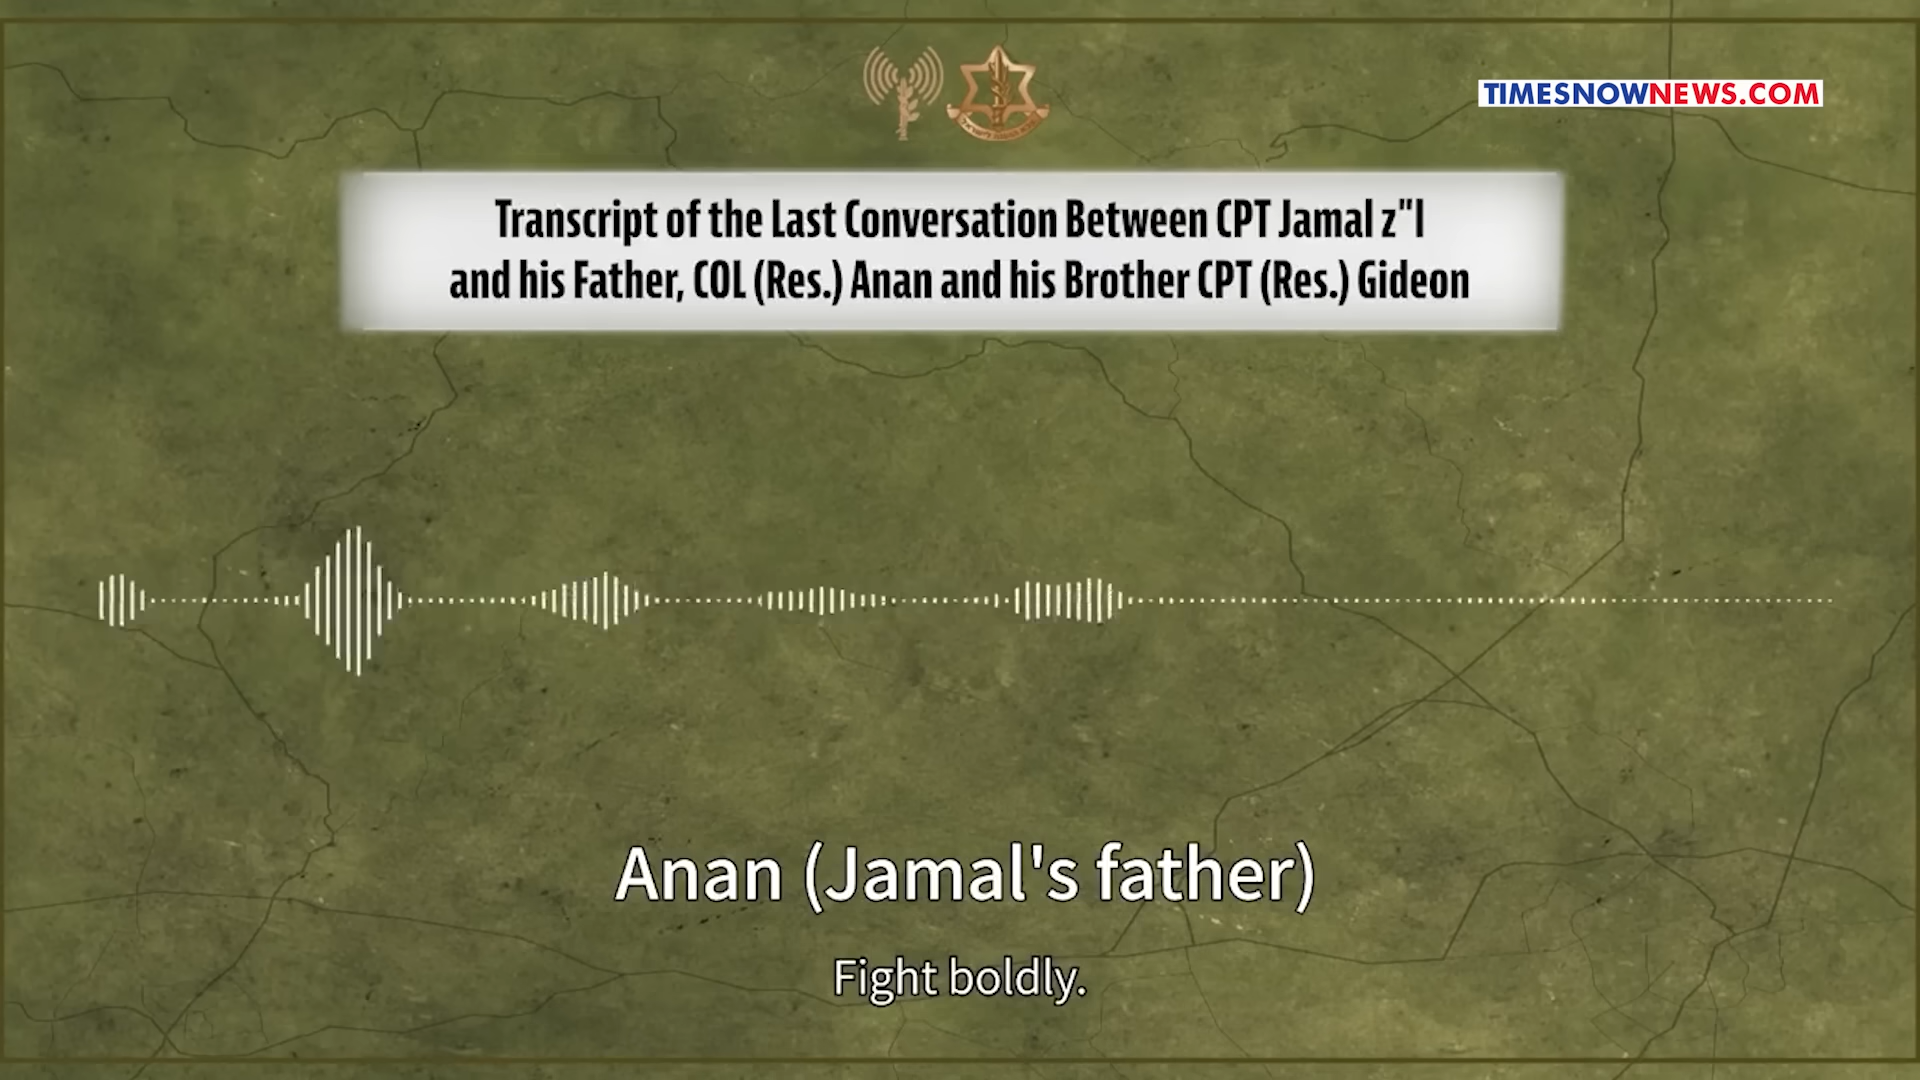 TIMESNOWNEWS.COM
Transcript of the Last Conversation Between CPT Jamal z"l
and his Father, COL (Res.) Anan and his Brother CPT (Res.) Gideon
Anan (Jamal's father)
Fight boldly.